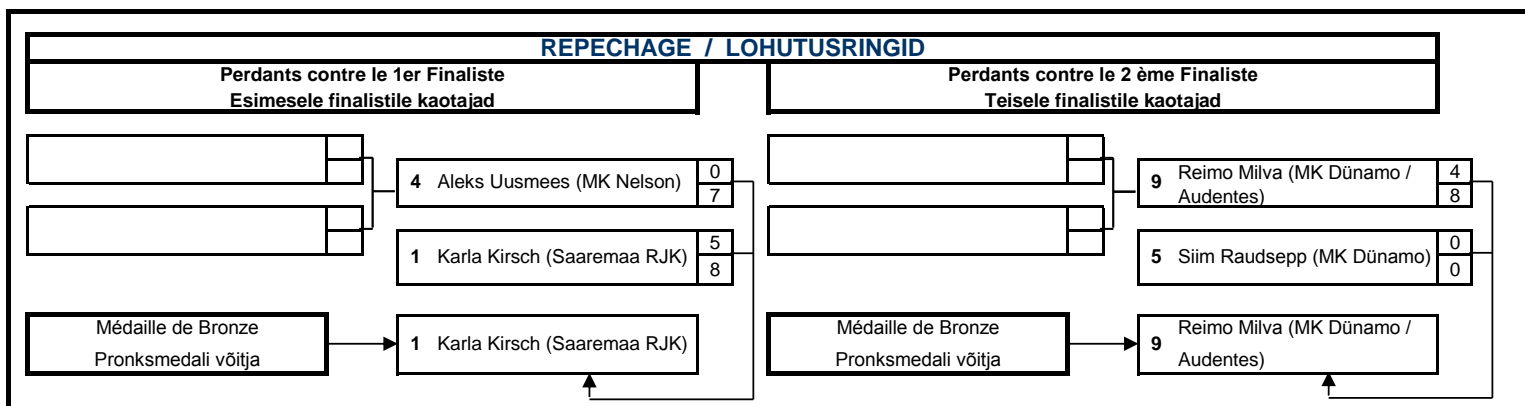 REPECHAGE / LOHUTUSRINGID
Perdants contre le 1er Finaliste
Esimesele finalistile kaotajad
Perdants contre le 2 ème Finaliste
Teisele finalistile kaotajad
4 Aleks Uusmees (MK Nelson) 0
7
1 Karla Kirsch (Saaremaa RJK) 5
8
Médaille de Bronze
Pronksmedali võitja
1 Karla Kirsch (Saaremaa RJK)
9 Reimo Milva (MK Dünamo / 4
Audentes) 8
5 Siim Raudsepp (MK Dünamo) 0
0
Médaille de Bronze
Pronksmedali võitja
9 Reimo Milva (MK Dünamo /
Audentes)